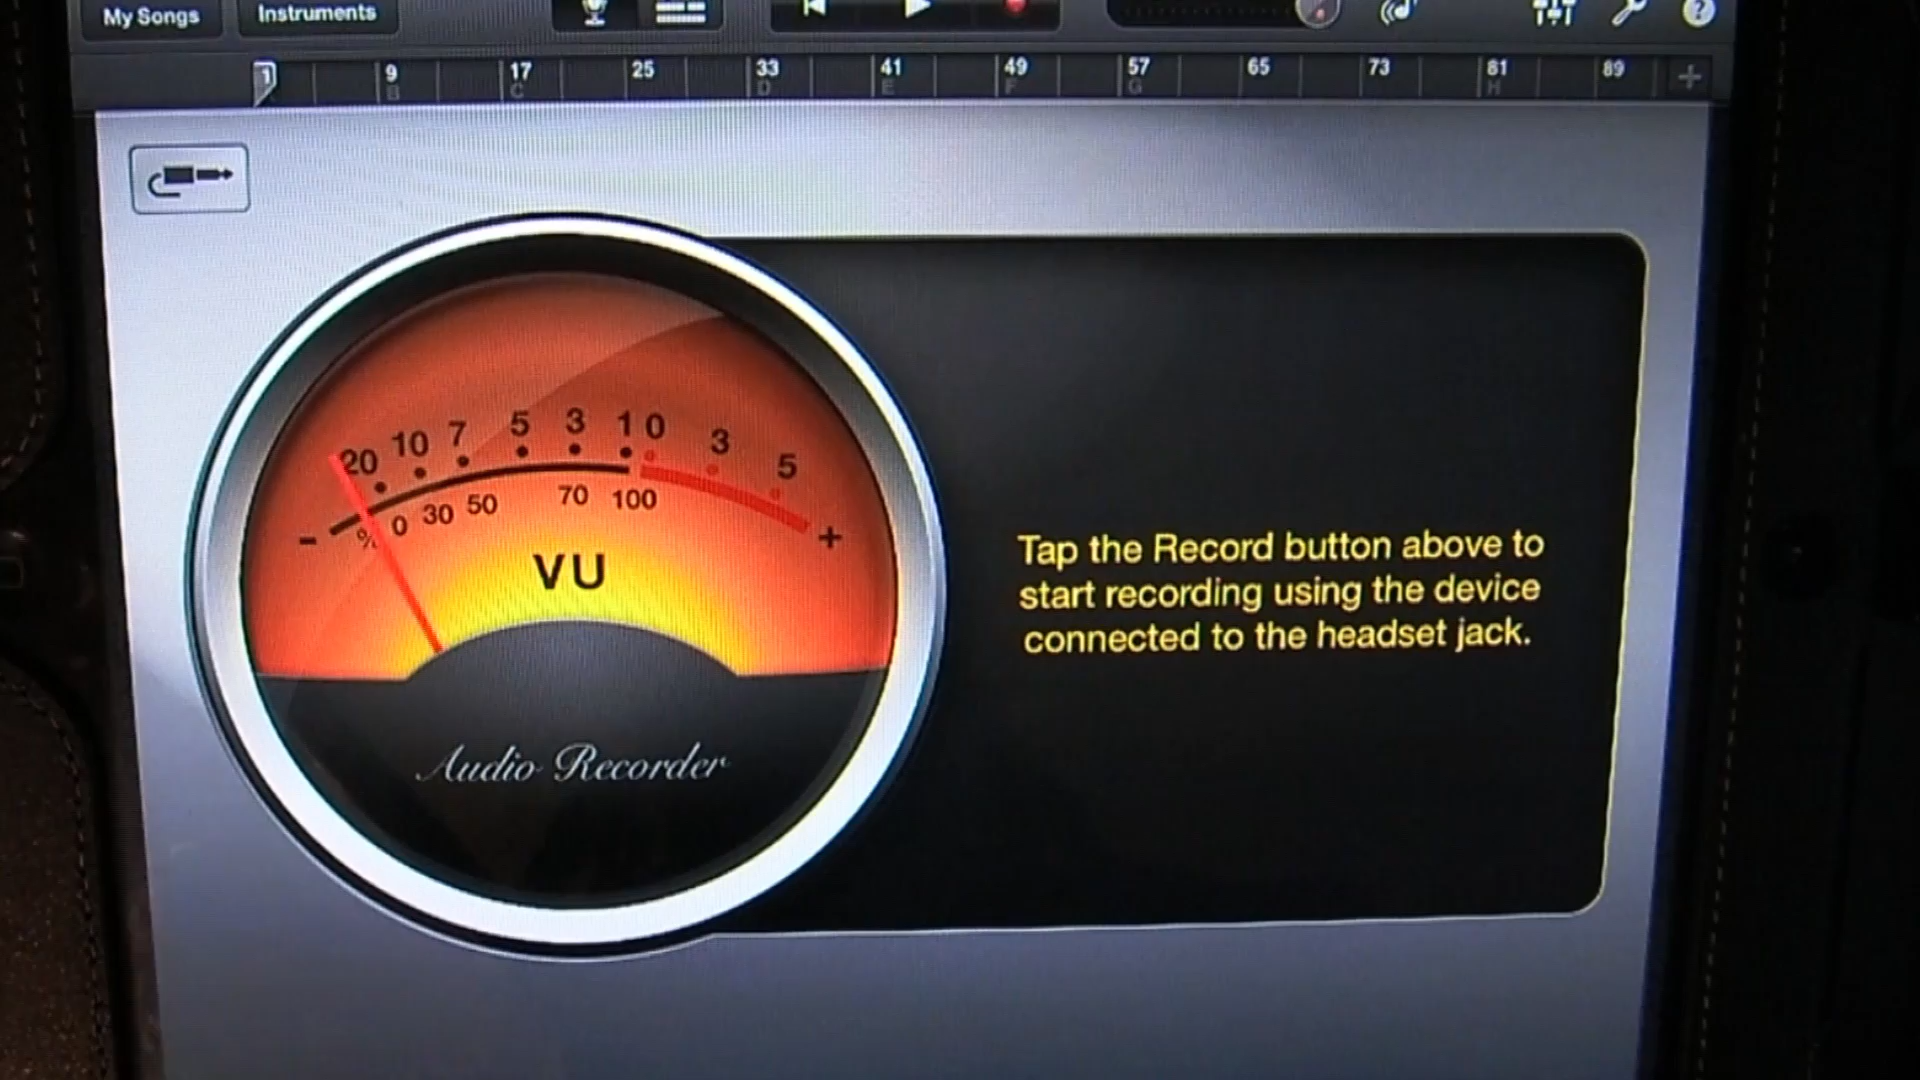 My Songs Instruments
1 9 17 25 33 41 49 57 65 73 81 89 +
B C D E F G H
20 10 7 5 3 1 0 3 5
- % 0 30 50 70 100 +
VU
Audio Recorder
Tap the Record button above to
start recording using the device
connected to the headset jack.